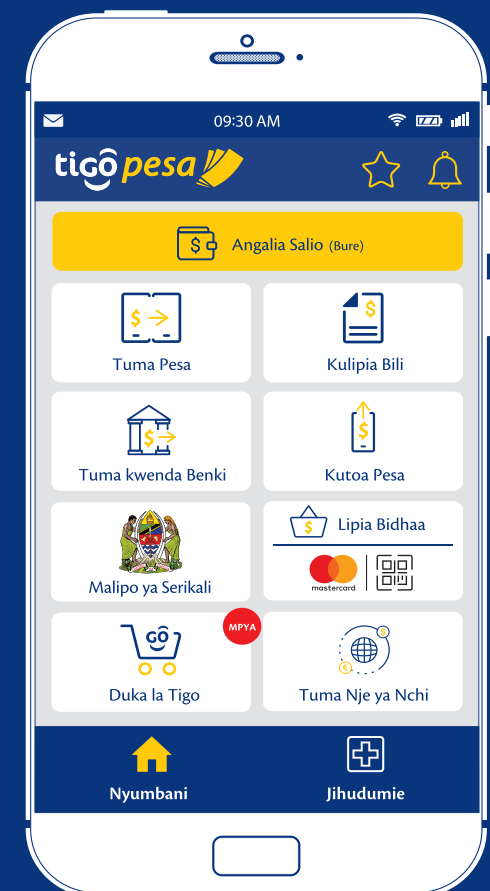 09:30 AM
tigo pesa
Angalia Salio (Bure)
Tuma Pesa
Kulipia Bili
Tuma kwenda Benki
Kutoa Pesa
Malipo ya Serikali
Lipia Bidhaa
mastercard.
GO
MPYA
Duka la Tigo
Tuma Nje ya Nchi
Nyumbani
Jihudumie